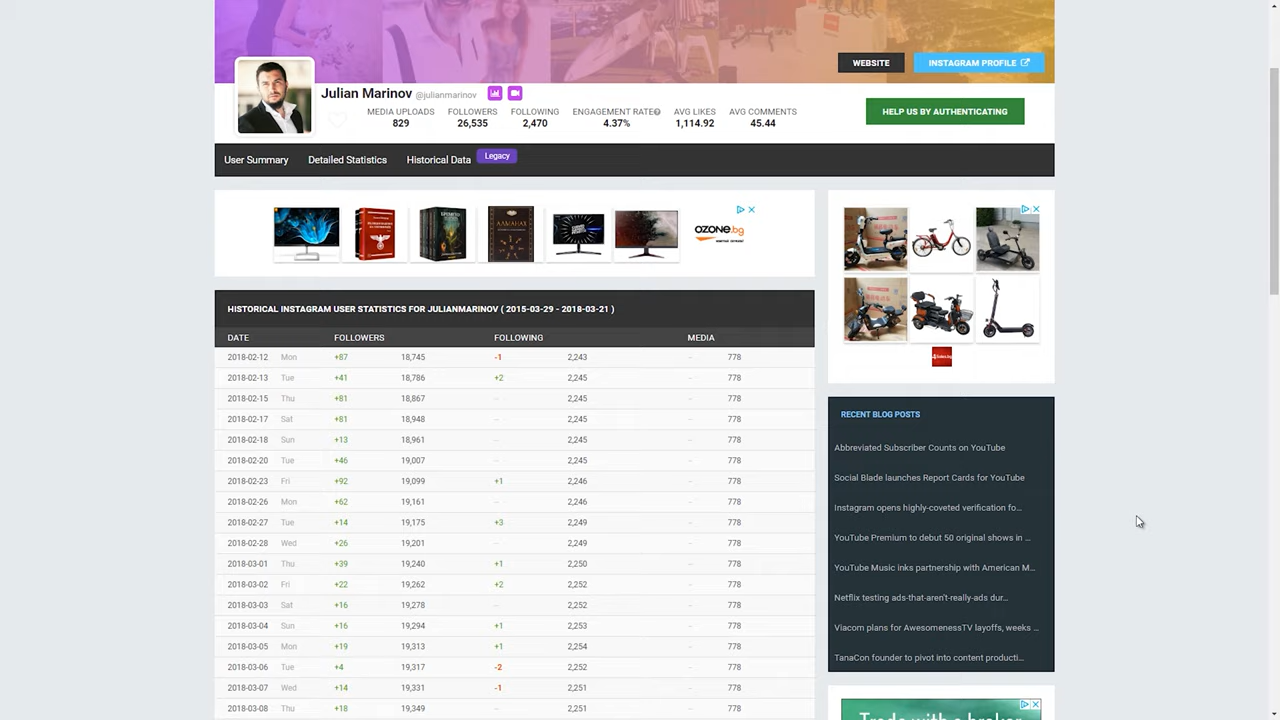 WEBSITE
INSTAGRAM PROFILE
Julian Marinov @julianmarinov
MEDIA UPLOADS FOLLOWERS FOLLOWING ENGAGEMENT RATE AVG LIKES AVG COMMENTS
829 26,535 2,470 4.37% 1,114.92 45.44
HELP US BY AUTHENTICATING
User Summary Detailed Statistics Historical Data Legacy
АЛМАНАХ
OZONE.bg
HISTORICAL INSTAGRAM USER STATISTICS FOR JULIANMARINOV ( 2015-03-29 - 2018-03-21 )
DATE FOLLOWERS FOLLOWING MEDIA
2018-02-12 Mon +87 18,745 -1 2,243 -- 778
2018-02-13 Tue +41 18,786 +2 2,245 -- 778
2018-02-15 Thu +81 18,867 -- 2,245 -- 778
2018-02-17 Sat +81 18,948 -- 2,245 -- 778
2018-02-18 Sun +13 18,961 -- 2,245 -- 778
2018-02-20 Tue +46 19,007 -- 2,245 -- 778
2018-02-23 Fri +92 19,099 +1 2,246 -- 778
2018-02-26 Mon +62 19,161 -- 2,246 -- 778
2018-02-27 Tue +14 19,175 +3 2,249 -- 778
2018-02-28 Wed +26 19,201 -- 2,249 -- 778
2018-03-01 Thu +39 19,240 +1 2,250 -- 778
2018-03-02 Fri +22 19,262 +2 2,252 -- 778
2018-03-03 Sat +16 19,278 -- 2,252 -- 778
2018-03-04 Sun +16 19,294 +1 2,253 -- 778
2018-03-05 Mon +19 19,313 +1 2,254 -- 778
2018-03-06 Tue +4 19,317 -2 2,252 -- 778
2018-03-07 Wed +14 19,331 -1 2,251 -- 778
2018-03-08 Thu +18 19,349 -- 2,251 -- 778
RECENT BLOG POSTS
Abbreviated Subscriber Counts on YouTube
Social Blade launches Report Cards for YouTube
Instagram opens highly-coveted verification fo...
YouTube Premium to debut 50 original shows in ...
YouTube Music inks partnership with American M...
Netflix testing ads-that-aren't-really-ads dur...
Viacom plans for AwesomenessTV layoffs, weeks ...
TanaCon founder to pivot into content producti...
Trade with a broker